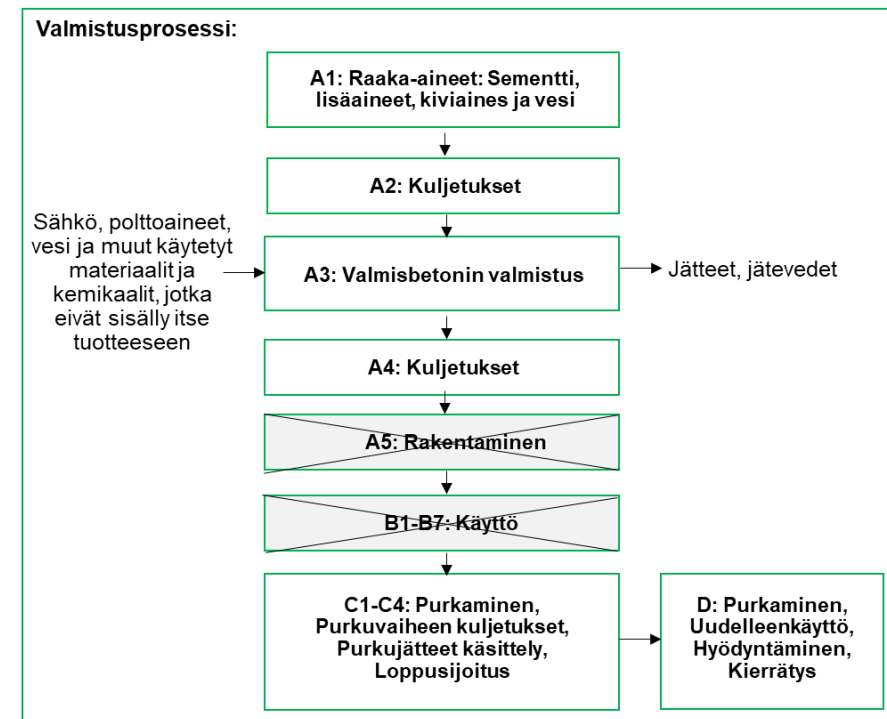 Valmistusprosessi:
A1: Raaka-aineet: Sementti,
lisäaineet, kiviaines ja vesi
A2: Kuljetukset
Sähkö, polttoaineet,
vesi ja muut käytetyt
materiaalit ja
kemikaalit, jotka
eivät sisälly itse
tuotteeseen
A3: Valmisbetonin valmistus
Jätteet, jätevedet
A4: Kuljetukset
A5: Rakentaminen
B1-B7: Käyttö
C1-C4: Purkaminen,
Purkuvaiheen kuljetukset,
Purkujätteet käsittely,
Loppusijoitus
D: Purkaminen,
Uudelleenkäyttö,
Hyödyntäminen,
Kierrätys